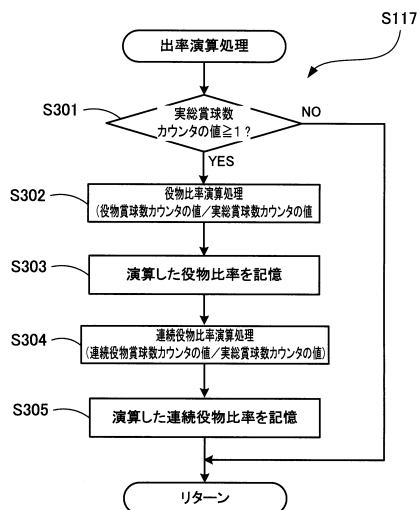 S117
出率演算処理
S301
実総賞球数
カウンタの値≧1?
NO
YES
S302
役物比率演算処理
(役物賞球数カウンタの値/実総賞球数カウンタの値
S303
演算した役物比率を記憶
S304
連続役物比率演算処理
(連続役物賞球数カウンタの値/実総賞球数カウンタの値)
S305
演算した連続役物比率を記憶
リターン